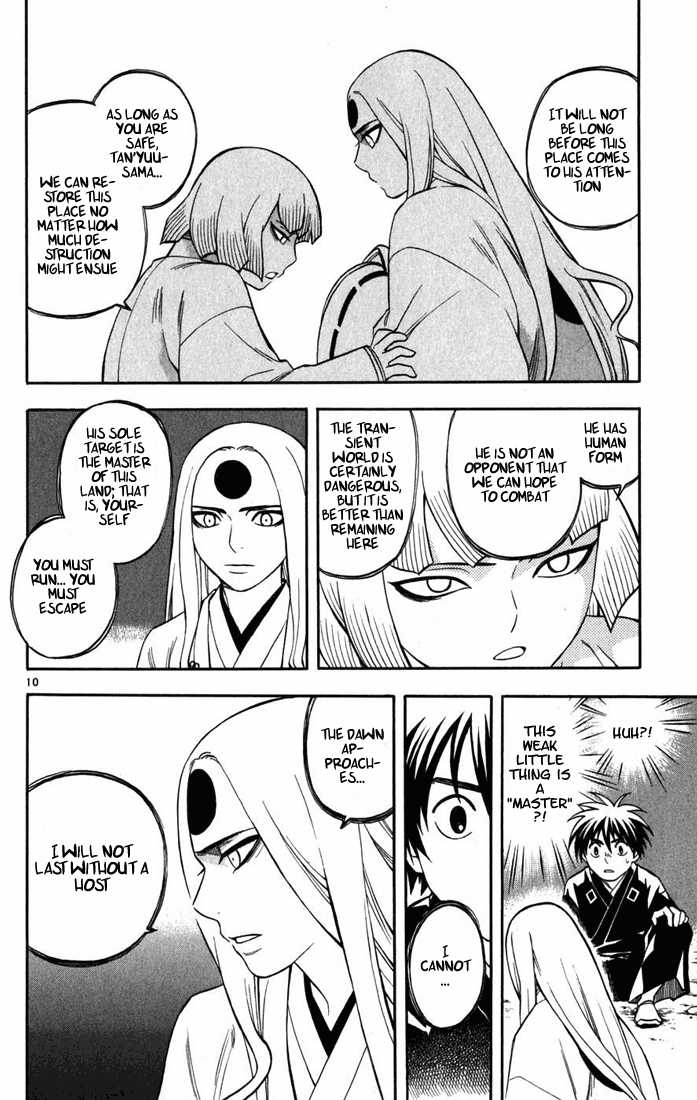 IT WILL NOT
BE LONG
BEFORE THIS
PLACE COMES
TO HIS ATTEN-
TION
AS LONG AS
YOU ARE
SAFE,
TAN'YUU-
SAMA...
WE CAN RE-
STORE THIS
PLACE NO
MATTER HOW
MUCH DE-
STRUCTION
MIGHT ENSUE
HE HAS
HUMAN
FORM
HE IS NOT AN
OPPONENT THAT
WE CAN HOPE
TO COMBAT
THE TRAN-
SIENT
WORLD IS
CERTAINLY
DANGEROUS,
BUT IT IS
BETTER THAN
REMAINING
HERE
HIS SOLE
TARGET IS
THE MASTER
OF THIS
LAND; THAT
IS, YOUR-
SELF
YOU MUST
RUN... YOU
MUST
ESCAPE
10
HUH?!
THIS
WEAK
LITTLE
THING IS
A
"MASTER"
?!
I
CANNOT
...
THE DAWN
AP-
PROACH-
ES...
I WILL NOT
LAST WITHOUT A
HOST